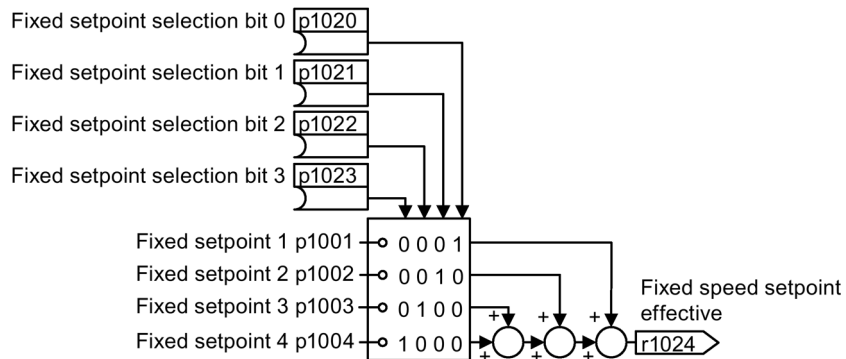 Fixed setpoint selection bit 0 p1020
Fixed setpoint selection bit 1 p1021
Fixed setpoint selection bit 2 p1022
Fixed setpoint selection bit 3 p1023
Fixed setpoint 1 p1001 0 0 0 1
Fixed setpoint 2 p1002 0 0 1 0
Fixed setpoint 3 p1003 0 1 0 0
Fixed setpoint 4 p1004 1 0 0 0
+ + +
+ + +
Fixed speed setpoint
effective
r1024